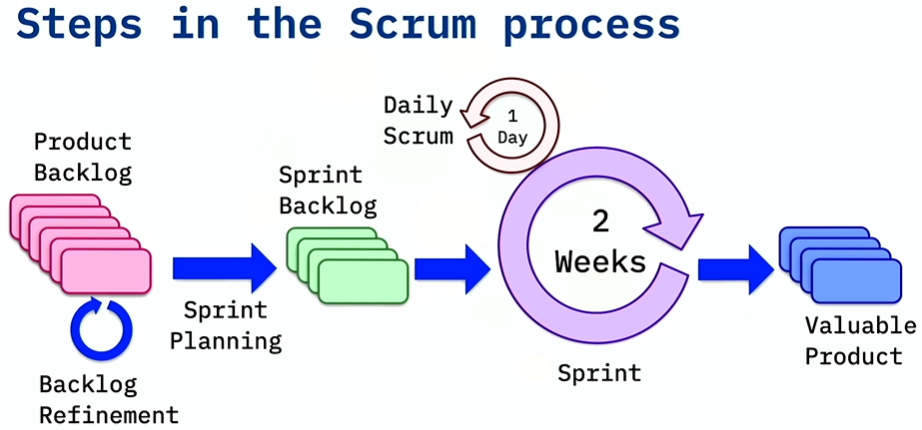 Steps in the Scrum process
Product
Backlog
Backlog
Refinement
Sprint
Planning
Sprint
Backlog
Daily
Scrum
1
Day
2
Weeks
Sprint
Valuable
Product